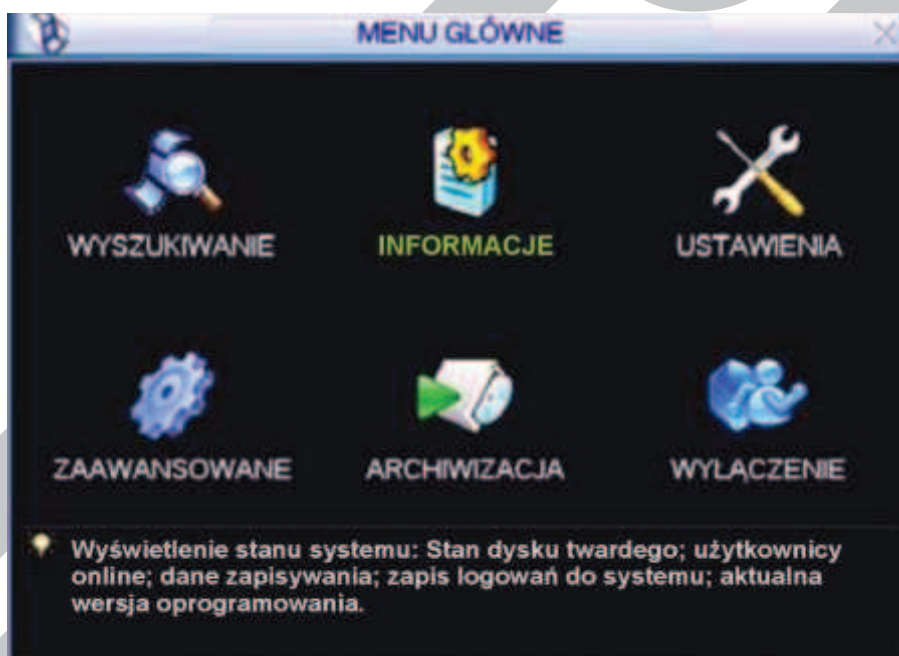 MENU GLÓWNE
WYSZUKIWANIE
INFORMACJE
USTAWIENIA
ZAAWANSOWANE
ARCHIWIZACJA
WYLĄCZENIE
Wyświetlenie stanu systemu: Stan dysku twardego; użytkownicy
online; dane zapisywania; zapis logowań do systemu; aktualna
wersja oprogramowania.